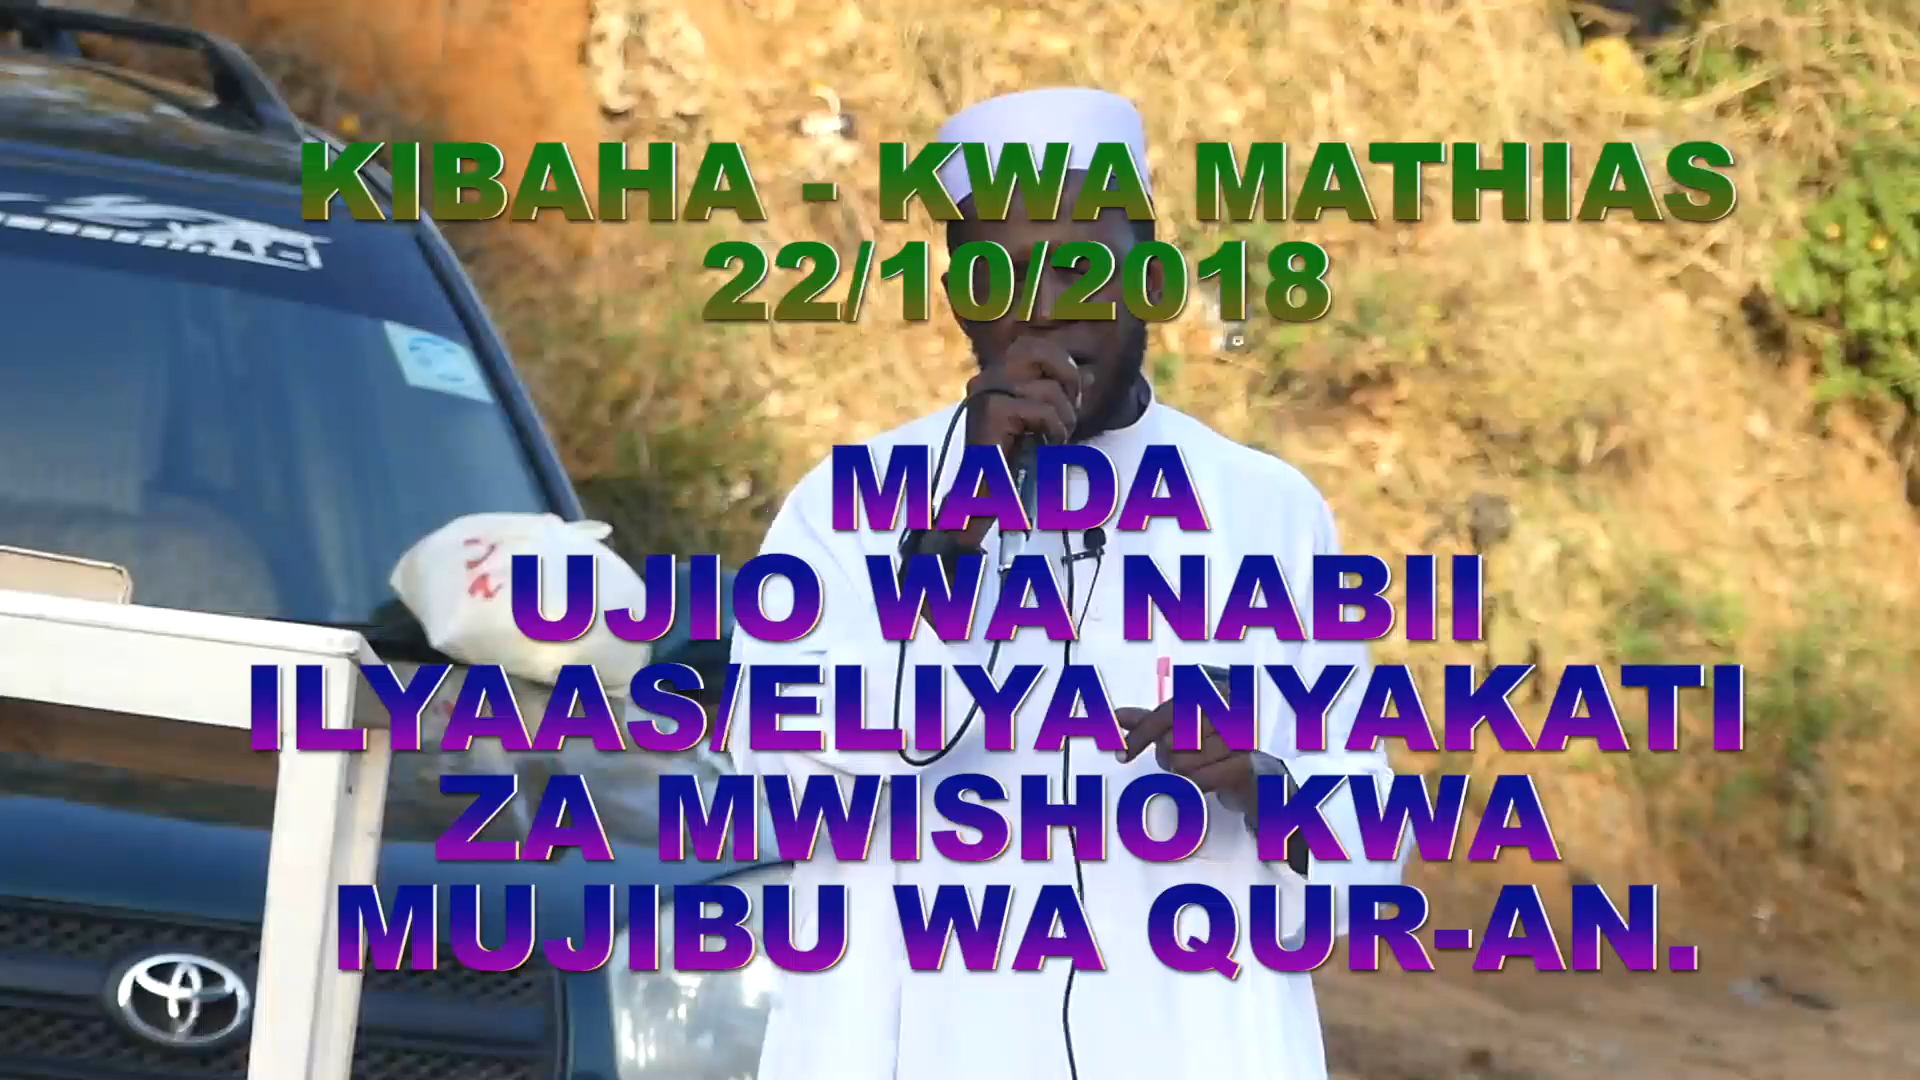 KIBAHA - KWA MATHIAS
22/10/2018
MADA
UJIO WA NABII
ILYAAS/ELIYA NYAKATI
ZA MWISHO KWA
MUJIBU WA QUR-AN.